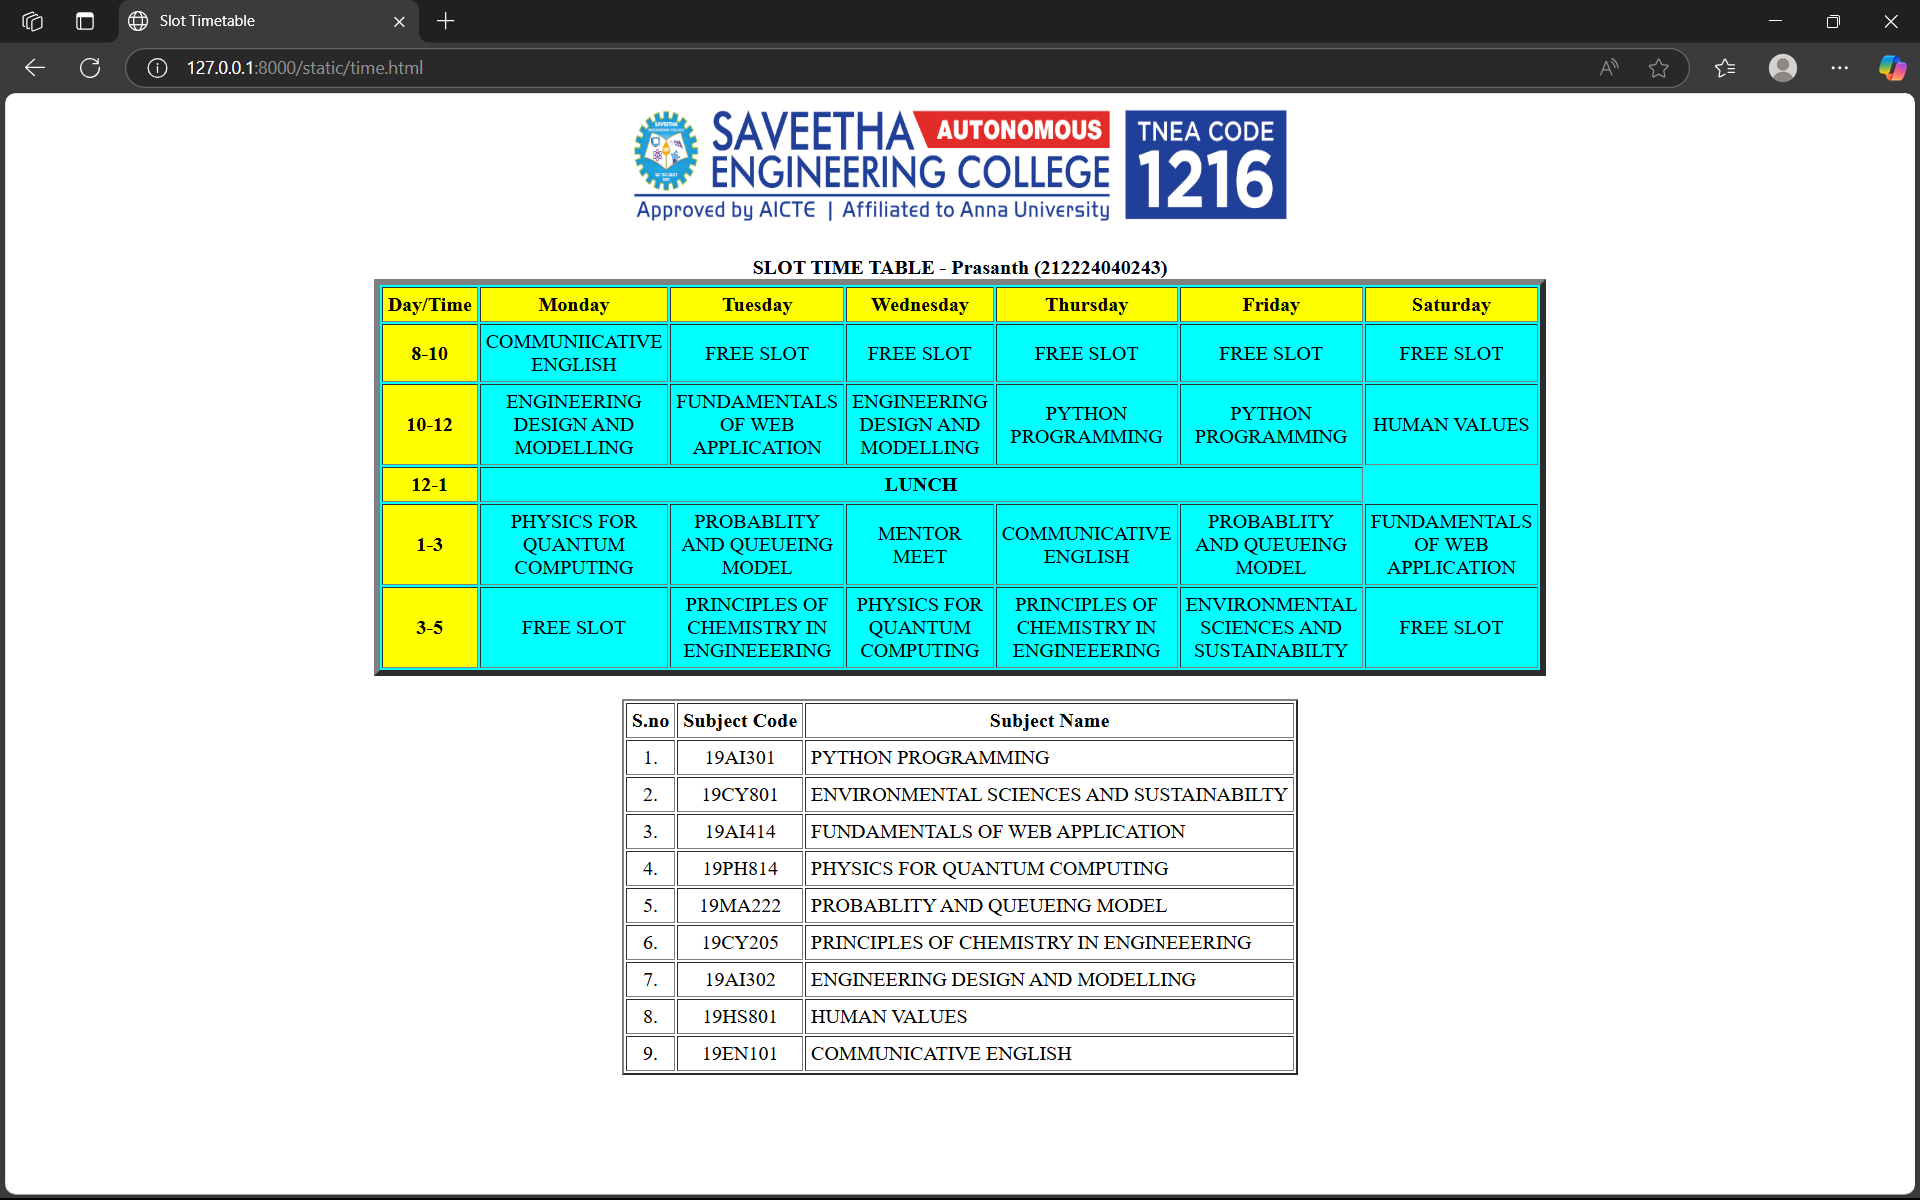 Slot Timetable
127.0.0.1:8000/static/time.html
SAVEETHA AUTONOMOUS
ENGINEERING COLLEGE
Approved by AICTE | Affiliated to Anna University
TNEA CODE
1216
SLOT TIME TABLE - Prasanth (212224040243)
Day/Time Monday Tuesday Wednesday Thursday Friday Saturday
8-10 COMMUNIICATIVE ENGLISH FREE SLOT FREE SLOT FREE SLOT FREE SLOT FREE SLOT
10-12 ENGINEERING DESIGN AND MODELLING FUNDAMENTALS OF WEB APPLICATION ENGINEERING DESIGN AND MODELLING PYTHON PROGRAMMING PYTHON PROGRAMMING HUMAN VALUES
12-1 LUNCH
1-3 PHYSICS FOR QUANTUM COMPUTING PROBABLITY AND QUEUEING MODEL MENTOR MEET COMMUNICATIVE ENGLISH PROBABLITY AND QUEUEING MODEL FUNDAMENTALS OF WEB APPLICATION
3-5 FREE SLOT PRINCIPLES OF CHEMISTRY IN ENGINEEERING PHYSICS FOR QUANTUM COMPUTING PRINCIPLES OF CHEMISTRY IN ENGINEEERING ENVIRONMENTAL SCIENCES AND SUSTAINABILTY FREE SLOT
S.no Subject Code Subject Name
1. 19AI301 PYTHON PROGRAMMING
2. 19CY801 ENVIRONMENTAL SCIENCES AND SUSTAINABILTY
3. 19AI414 FUNDAMENTALS OF WEB APPLICATION
4. 19PH814 PHYSICS FOR QUANTUM COMPUTING
5. 19MA222 PROBABLITY AND QUEUEING MODEL
6. 19CY205 PRINCIPLES OF CHEMISTRY IN ENGINEEERING
7. 19AI302 ENGINEERING DESIGN AND MODELLING
8. 19HS801 HUMAN VALUES
9. 19EN101 COMMUNICATIVE ENGLISH